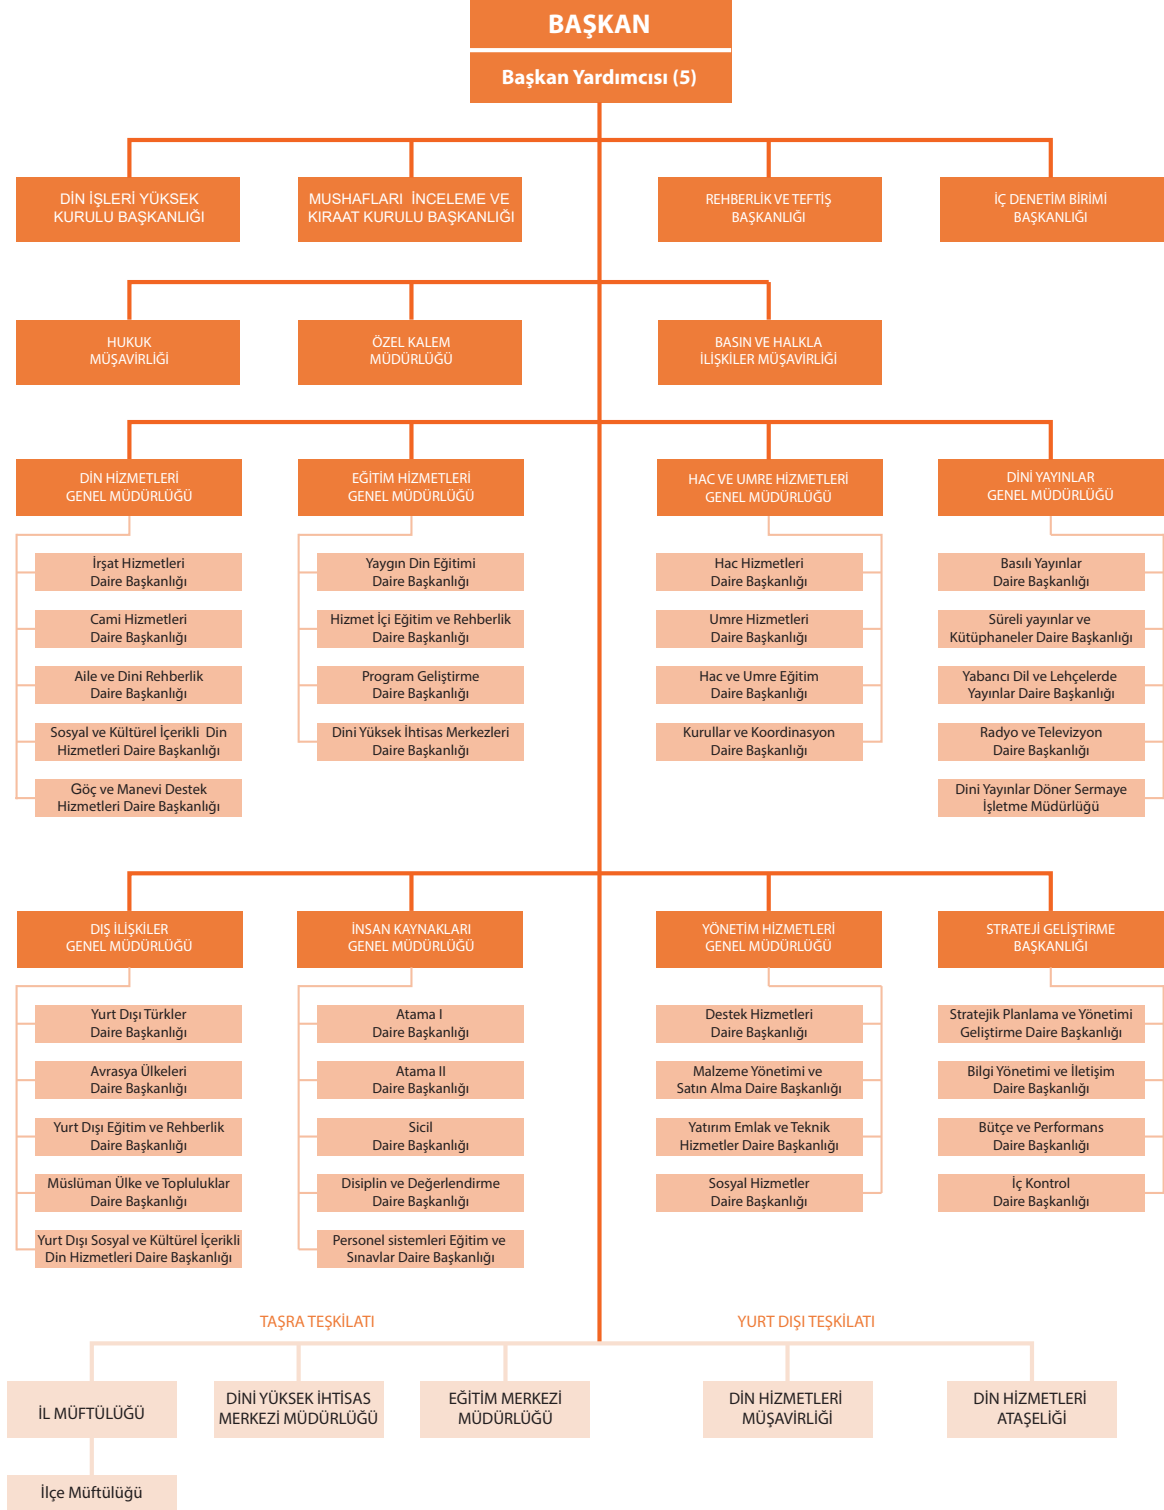 BAŞKAN
Başkan Yardımcısı (5)
DİN İŞLERİ YÜKSEK
KURULU BAŞKANLIĞI
MUSHAFLARI İNCELEME VE
KIRAAT KURULU BAŞKANLIĞI
REHBERLİK VE TEFTİŞ
BAŞKANLIĞI
İÇ DENETİM BİRİMİ
BAŞKANLIĞI
HUKUK
MÜŞAVİRLİĞİ
ÖZEL KALEM
MÜDÜRLÜĞÜ
BASIN VE HALKLA
İLİŞKİLER MÜŞAVİRLİĞİ
DİN HİZMETLERİ
GENEL MÜDÜRLÜĞÜ
İrşat Hizmetleri
Daire Başkanlığı
Cami Hizmetleri
Daire Başkanlığı
Aile ve Dini Rehberlik
Daire Başkanlığı
Sosyal ve Kültürel İçerikli Din
Hizmetleri Daire Başkanlığı
Göç ve Manevi Destek
Hizmetleri Daire Başkanlığı
EĞİTİM HİZMETLERİ
GENEL MÜDÜRLÜĞÜ
Yaygın Din Eğitimi
Daire Başkanlığı
Hizmet İçi Eğitim ve Rehberlik
Daire Başkanlığı
Program Geliştirme
Daire Başkanlığı
Dini Yüksek İhtisas Merkezleri
Daire Başkanlığı
HAC VE UMRE HİZMETLERİ
GENEL MÜDÜRLÜĞÜ
Hac Hizmetleri
Daire Başkanlığı
Umre Hizmetleri
Daire Başkanlığı
Hac ve Umre Eğitim
Daire Başkanlığı
Kurullar ve Koordinasyon
Daire Başkanlığı
DİNİ YAYINLAR
GENEL MÜDÜRLÜĞÜ
Basılı Yayınlar
Daire Başkanlığı
Süreli yayınlar ve
Kütüphaneler Daire Başkanlığı
Yabancı Dil ve Lehçelerde
Yayınlar Daire Başkanlığı
Radyo ve Televizyon
Daire Başkanlığı
Dini Yayınlar Döner Sermaye
İşletme Müdürlüğü
DIŞ İLİŞKİLER
GENEL MÜDÜRLÜĞÜ
Yurt Dışı Türkler
Daire Başkanlığı
Avrasya Ülkeleri
Daire Başkanlığı
Yurt Dışı Eğitim ve Rehberlik
Daire Başkanlığı
Müslüman Ülke ve Topluluklar
Daire Başkanlığı
Yurt Dışı Sosyal ve Kültürel İçerikli
Din Hizmetleri Daire Başkanlığı
İNSAN KAYNAKLARI
GENEL MÜDÜRLÜĞÜ
Atama I
Daire Başkanlığı
Atama II
Daire Başkanlığı
Sicil
Daire Başkanlığı
Disiplin ve Değerlendirme
Daire Başkanlığı
Personel sistemleri Eğitim ve
Sınavlar Daire Başkanlığı
YÖNETİM HİZMETLERİ
GENEL MÜDÜRLÜĞÜ
Destek Hizmetleri
Daire Başkanlığı
Malzeme Yönetimi ve
Satın Alma Daire Başkanlığı
Yatırım Emlak ve Teknik
Hizmetler Daire Başkanlığı
Sosyal Hizmetler
Daire Başkanlığı
STRATEJİ GELİŞTİRME
BAŞKANLIĞI
Stratejik Planlama ve Yönetimi
Geliştirme Daire Başkanlığı
Bilgi Yönetimi ve İletişim
Daire Başkanlığı
Bütçe ve Performans
Daire Başkanlığı
İç Kontrol
Daire Başkanlığı
TAŞRA TEŞKİLATI
YURT DIŞI TEŞKİLATI
İL MÜFTÜLÜĞÜ
DİNİ YÜKSEK İHTİSAS
MERKEZİ MÜDÜRLÜĞÜ
EĞİTİM MERKEZİ
MÜDÜRLÜĞÜ
DİN HİZMETLERİ
MÜŞAVİRLİĞİ
DİN HİZMETLERİ
ATAŞELİĞİ
İlçe Müftülüğü